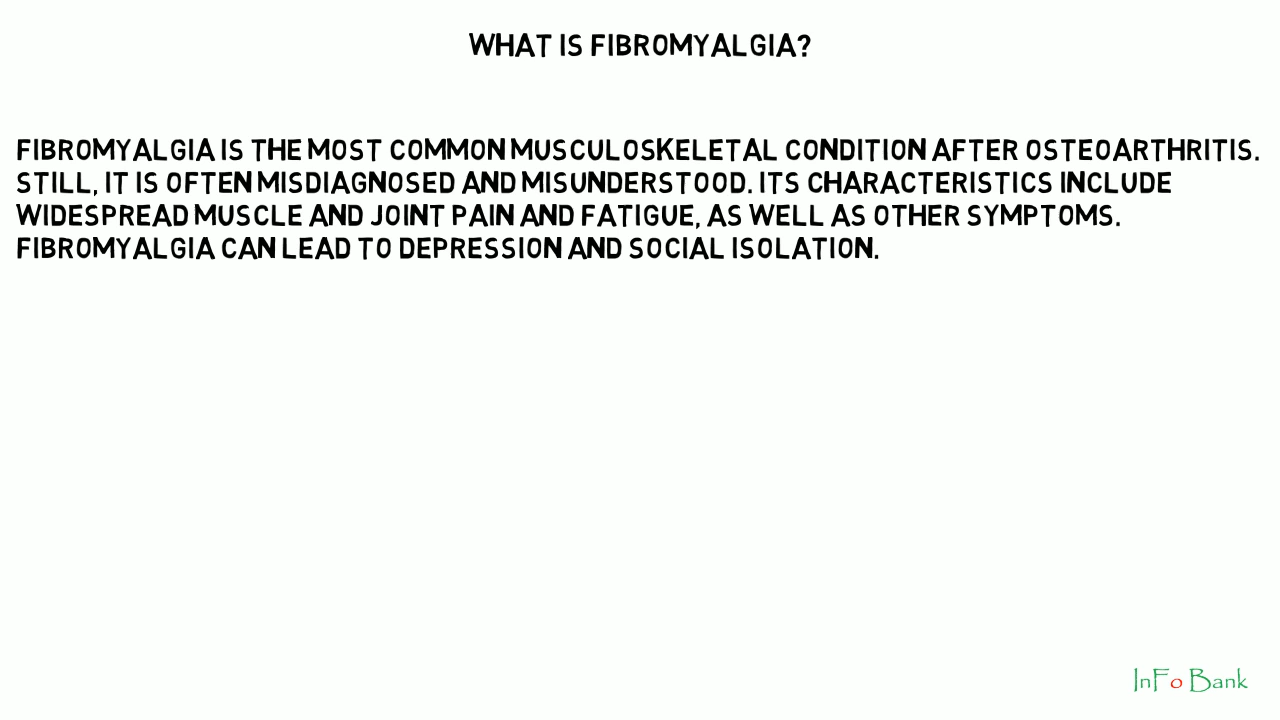 WHAT IS FIBROMYALGIA?
FIBROMYALGIA IS THE MOST COMMON MUSCULOSKELETAL CONDITION AFTER OSTEOARTHRITIS.
STILL, IT IS OFTEN MISDIAGNOSED AND MISUNDERSTOOD. ITS CHARACTERISTICS INCLUDE
WIDESPREAD MUSCLE AND JOINT PAIN AND FATIGUE, AS WELL AS OTHER SYMPTOMS.
FIBROMYALGIA CAN LEAD TO DEPRESSION AND SOCIAL ISOLATION.
InFo Bank